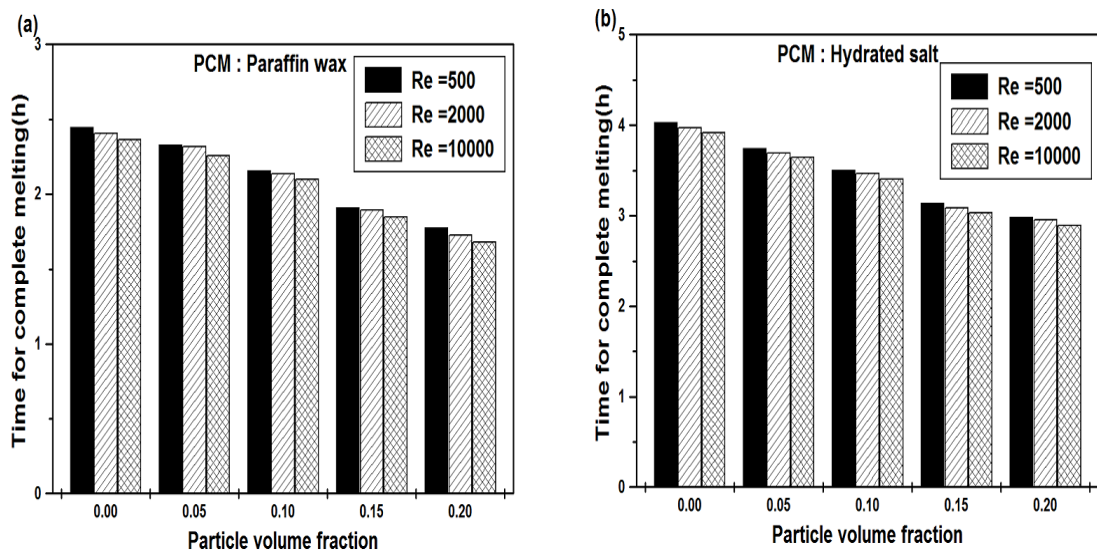 (a)
PCM : Paraffin wax
Re =500
Re =2000
Re =10000
Time for complete melting(h)
3
2
1
0
0.00 0.05 0.10 0.15 0.20
Particle volume fraction
(b)
PCM : Hydrated salt
Re =500
Re =2000
Re =10000
Time for complete melting(h)
5
4
3
2
1
0
0.00 0.05 0.10 0.15 0.20
Particle volume fraction